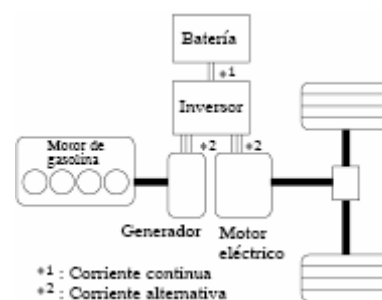 Batería
*1
Inversor
*2
*2
Motor de
gasolina
Generador
Motor
eléctrico
*1 : Corriente continua
*2 : Corriente alternativa